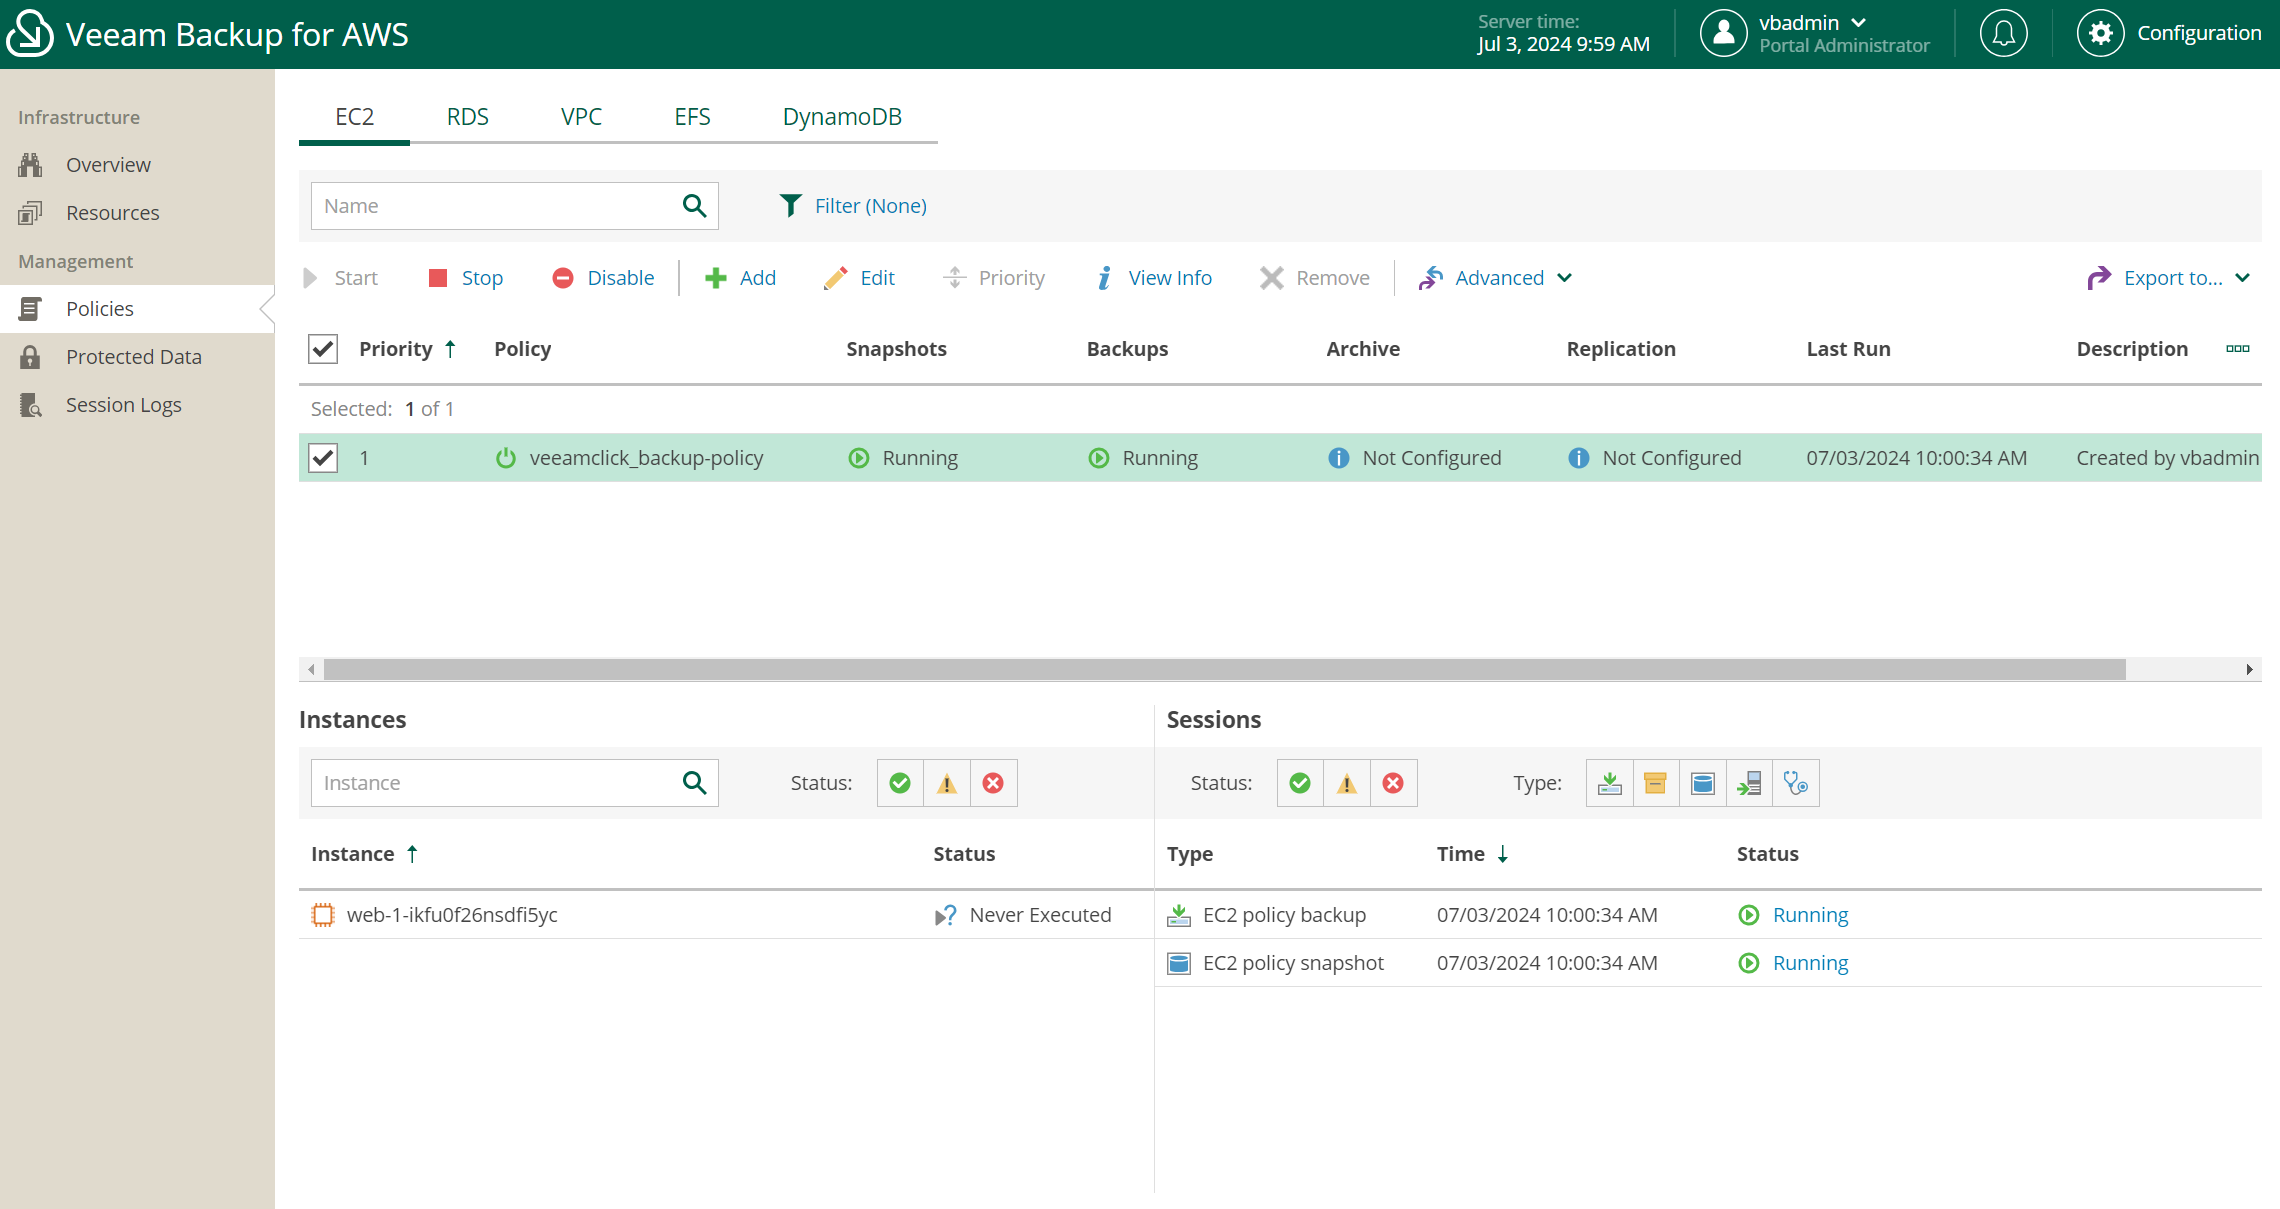 Veeam Backup for AWS
Server time:
Jul 3, 2024 9:59 AM
vbadmin
Portal Administrator
Configuration
Infrastructure
Overview
Resources
Management
Policies
Protected Data
Session Logs
EC2 RDS VPC EFS DynamoDB
Name
Filter (None)
Start Stop Disable Add Edit Priority View Info Remove Advanced Export to...
Priority Policy Snapshots Backups Archive Replication Last Run Description
Selected: 1 of 1
1 veeamclick_backup-policy Running Running Not Configured Not Configured 07/03/2024 10:00:34 AM Created by vbadmin
Instances
Instance
Status:
Instance Status
web-1-ikfu0f26nsdfi5yc Never Executed
Sessions
Status: Type:
Type Time Status
EC2 policy backup 07/03/2024 10:00:34 AM Running
EC2 policy snapshot 07/03/2024 10:00:34 AM Running